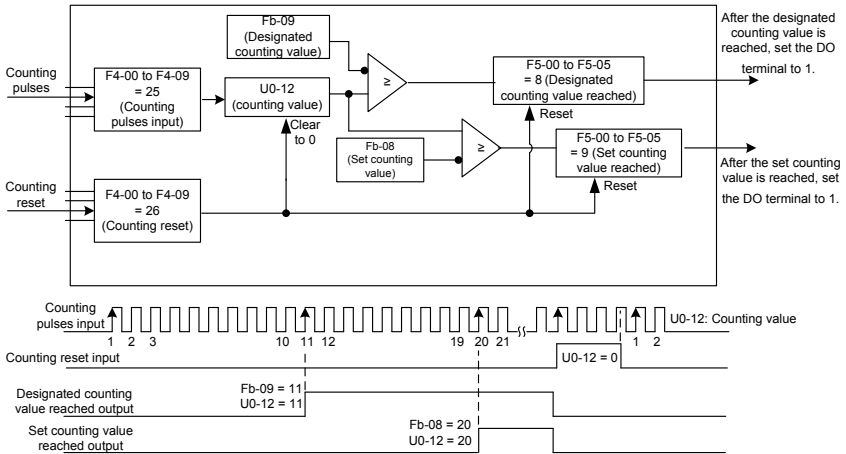 Fb-09
(Designated
counting value)
After the designated
counting value is
reached, set the DO
terminal to 1.
Counting
pulses
F4-00 to F4-09
= 25
(Counting
pulses input)
U0-12
(counting value)
≥
F5-00 to F5-05
= 8 (Designated
counting value reached)
Clear
to 0
Reset
Fb-08
(Set counting
value)
≥
F5-00 to F5-05
= 9 (Set counting
value reached)
After the set counting
value is reached, set
the DO terminal to 1.
Counting
reset
F4-00 to F4-09
= 26
(Counting reset)
Reset
Counting
pulses input
U0-12: Counting value
1 2 3 10 11 12 19 20 21 1 2
Counting reset input
U0-12 = 0
Designated counting
value reached output
Fb-09 = 11
U0-12 = 11
Set counting value
reached output
Fb-08 = 20
U0-12 = 20